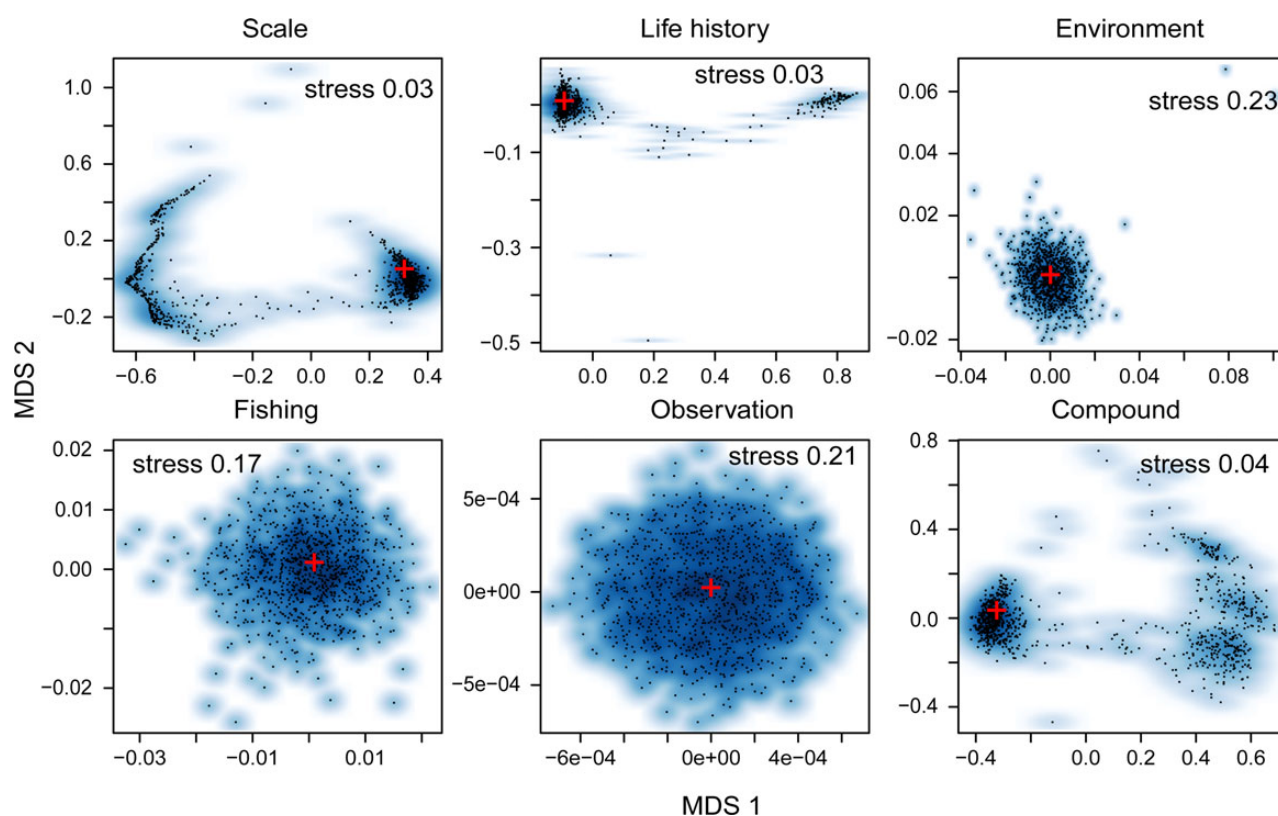 Scale
Life history
Environment
stress 0.03
stress 0.03
stress 0.23
1.0
0.6
0.2
−0.2
−0.1
−0.3
−0.5
0.06
0.04
0.02
−0.02
−0.6 −0.2 0.0 0.2 0.4
0.0 0.2 0.4 0.6 0.8
−0.04 0.00 0.04 0.08
MDS 2
Fishing
Observation
Compound
stress 0.17
stress 0.21
stress 0.04
0.02
0.01
0.00
−0.02
5e−04
0e+00
−5e−04
0.8
0.4
0.0
−0.4
−0.03 −0.01 0.01
−6e−04 0e+00 4e−04
−0.4 0.0 0.2 0.4 0.6
MDS 1